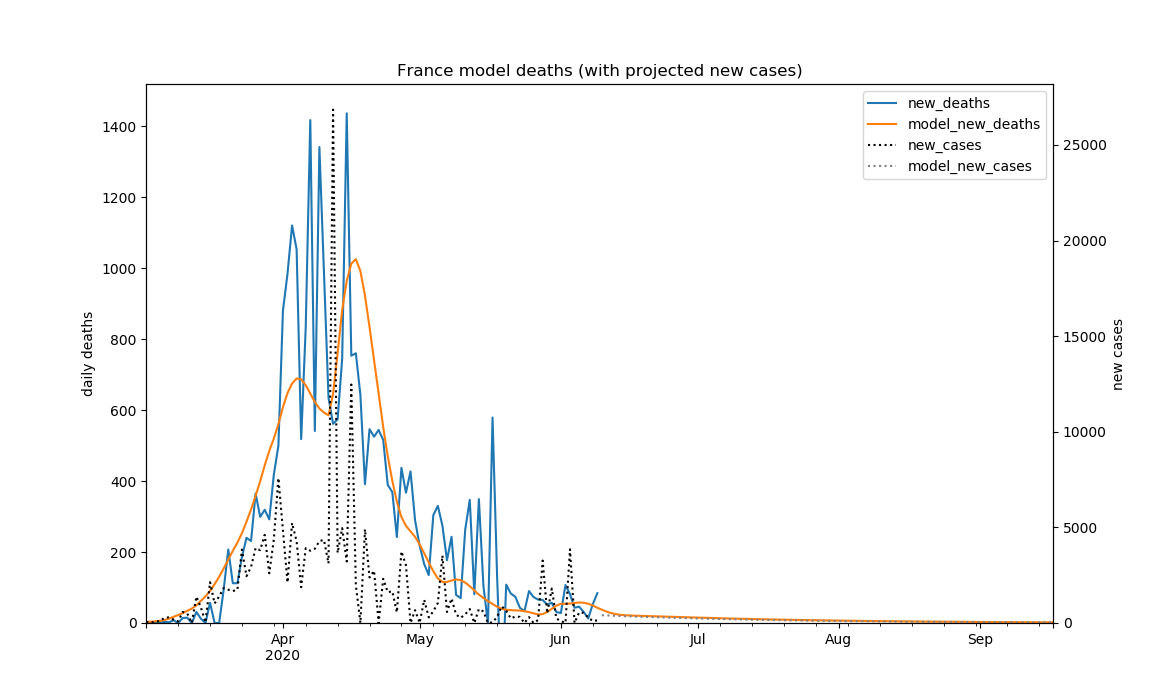 France model deaths (with projected new cases)
new_deaths
model_new_deaths
new_cases
model_new_cases
1400
1200
1000
800
600
400
200
0
daily deaths
25000
20000
15000
10000
5000
0
new cases
Apr
2020
May
Jun
Jul
Aug
Sep